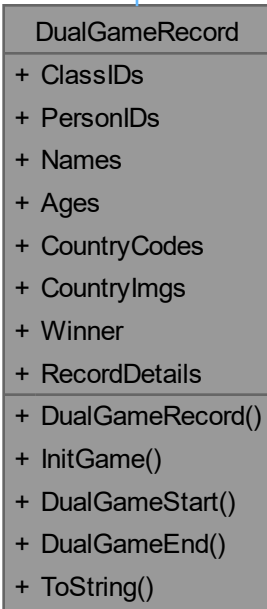 DualGameRecord
+ ClassIDs
+ PersonIDs
+ Names
+ Ages
+ CountryCodes
+ CountryImgs
+ Winner
+ RecordDetails
+ DualGameRecord()
+ InitGame()
+ DualGameStart()
+ DualGameEnd()
+ ToString()